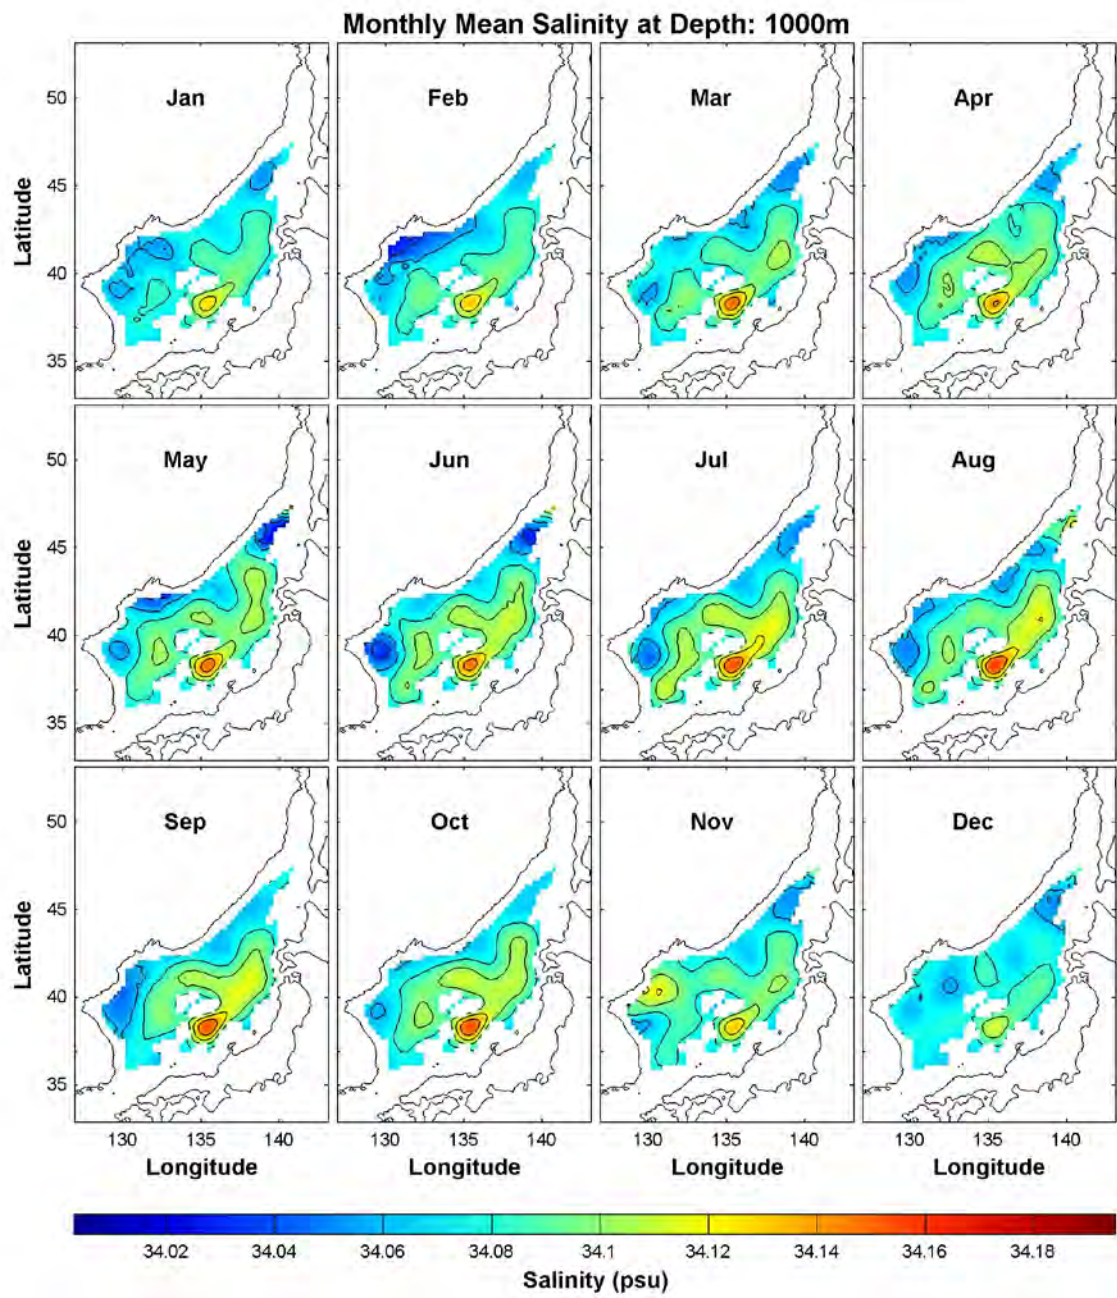 Monthly Mean Salinity at Depth: 1000m
Jan Feb Mar Apr
50
45
40
35
Latitude
May Jun Jul Aug
50
45
40
35
Latitude
Sep Oct Nov Dec
50
45
40
35
Latitude
130 135 140 130 135 140 130 135 140 130 135 140
Longitude Longitude Longitude Longitude
34.02 34.04 34.06 34.08 34.1 34.12 34.14 34.16 34.18
Salinity (psu)